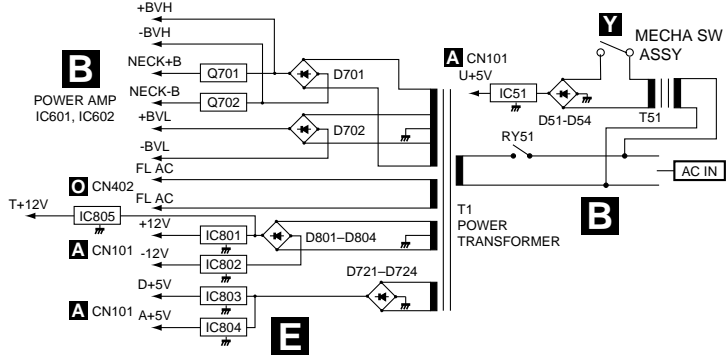 +BVH
-BVH
NECK+B
Q701
D701
B
POWER AMP
IC601, IC602
NECK-B
Q702
+BVL
D702
-BVL
FL AC
O CN402
FL AC
T+12V
IC805
+12V
IC801
D801–D804
A CN101
-12V
IC802
D721–D724
D+5V
IC803
A CN101
A+5V
IC804
E
Y
MECHA SW
ASSY
A CN101
U+5V
IC51
D51-D54
T51
RY51
AC IN
T1
POWER
TRANSFORMER
B